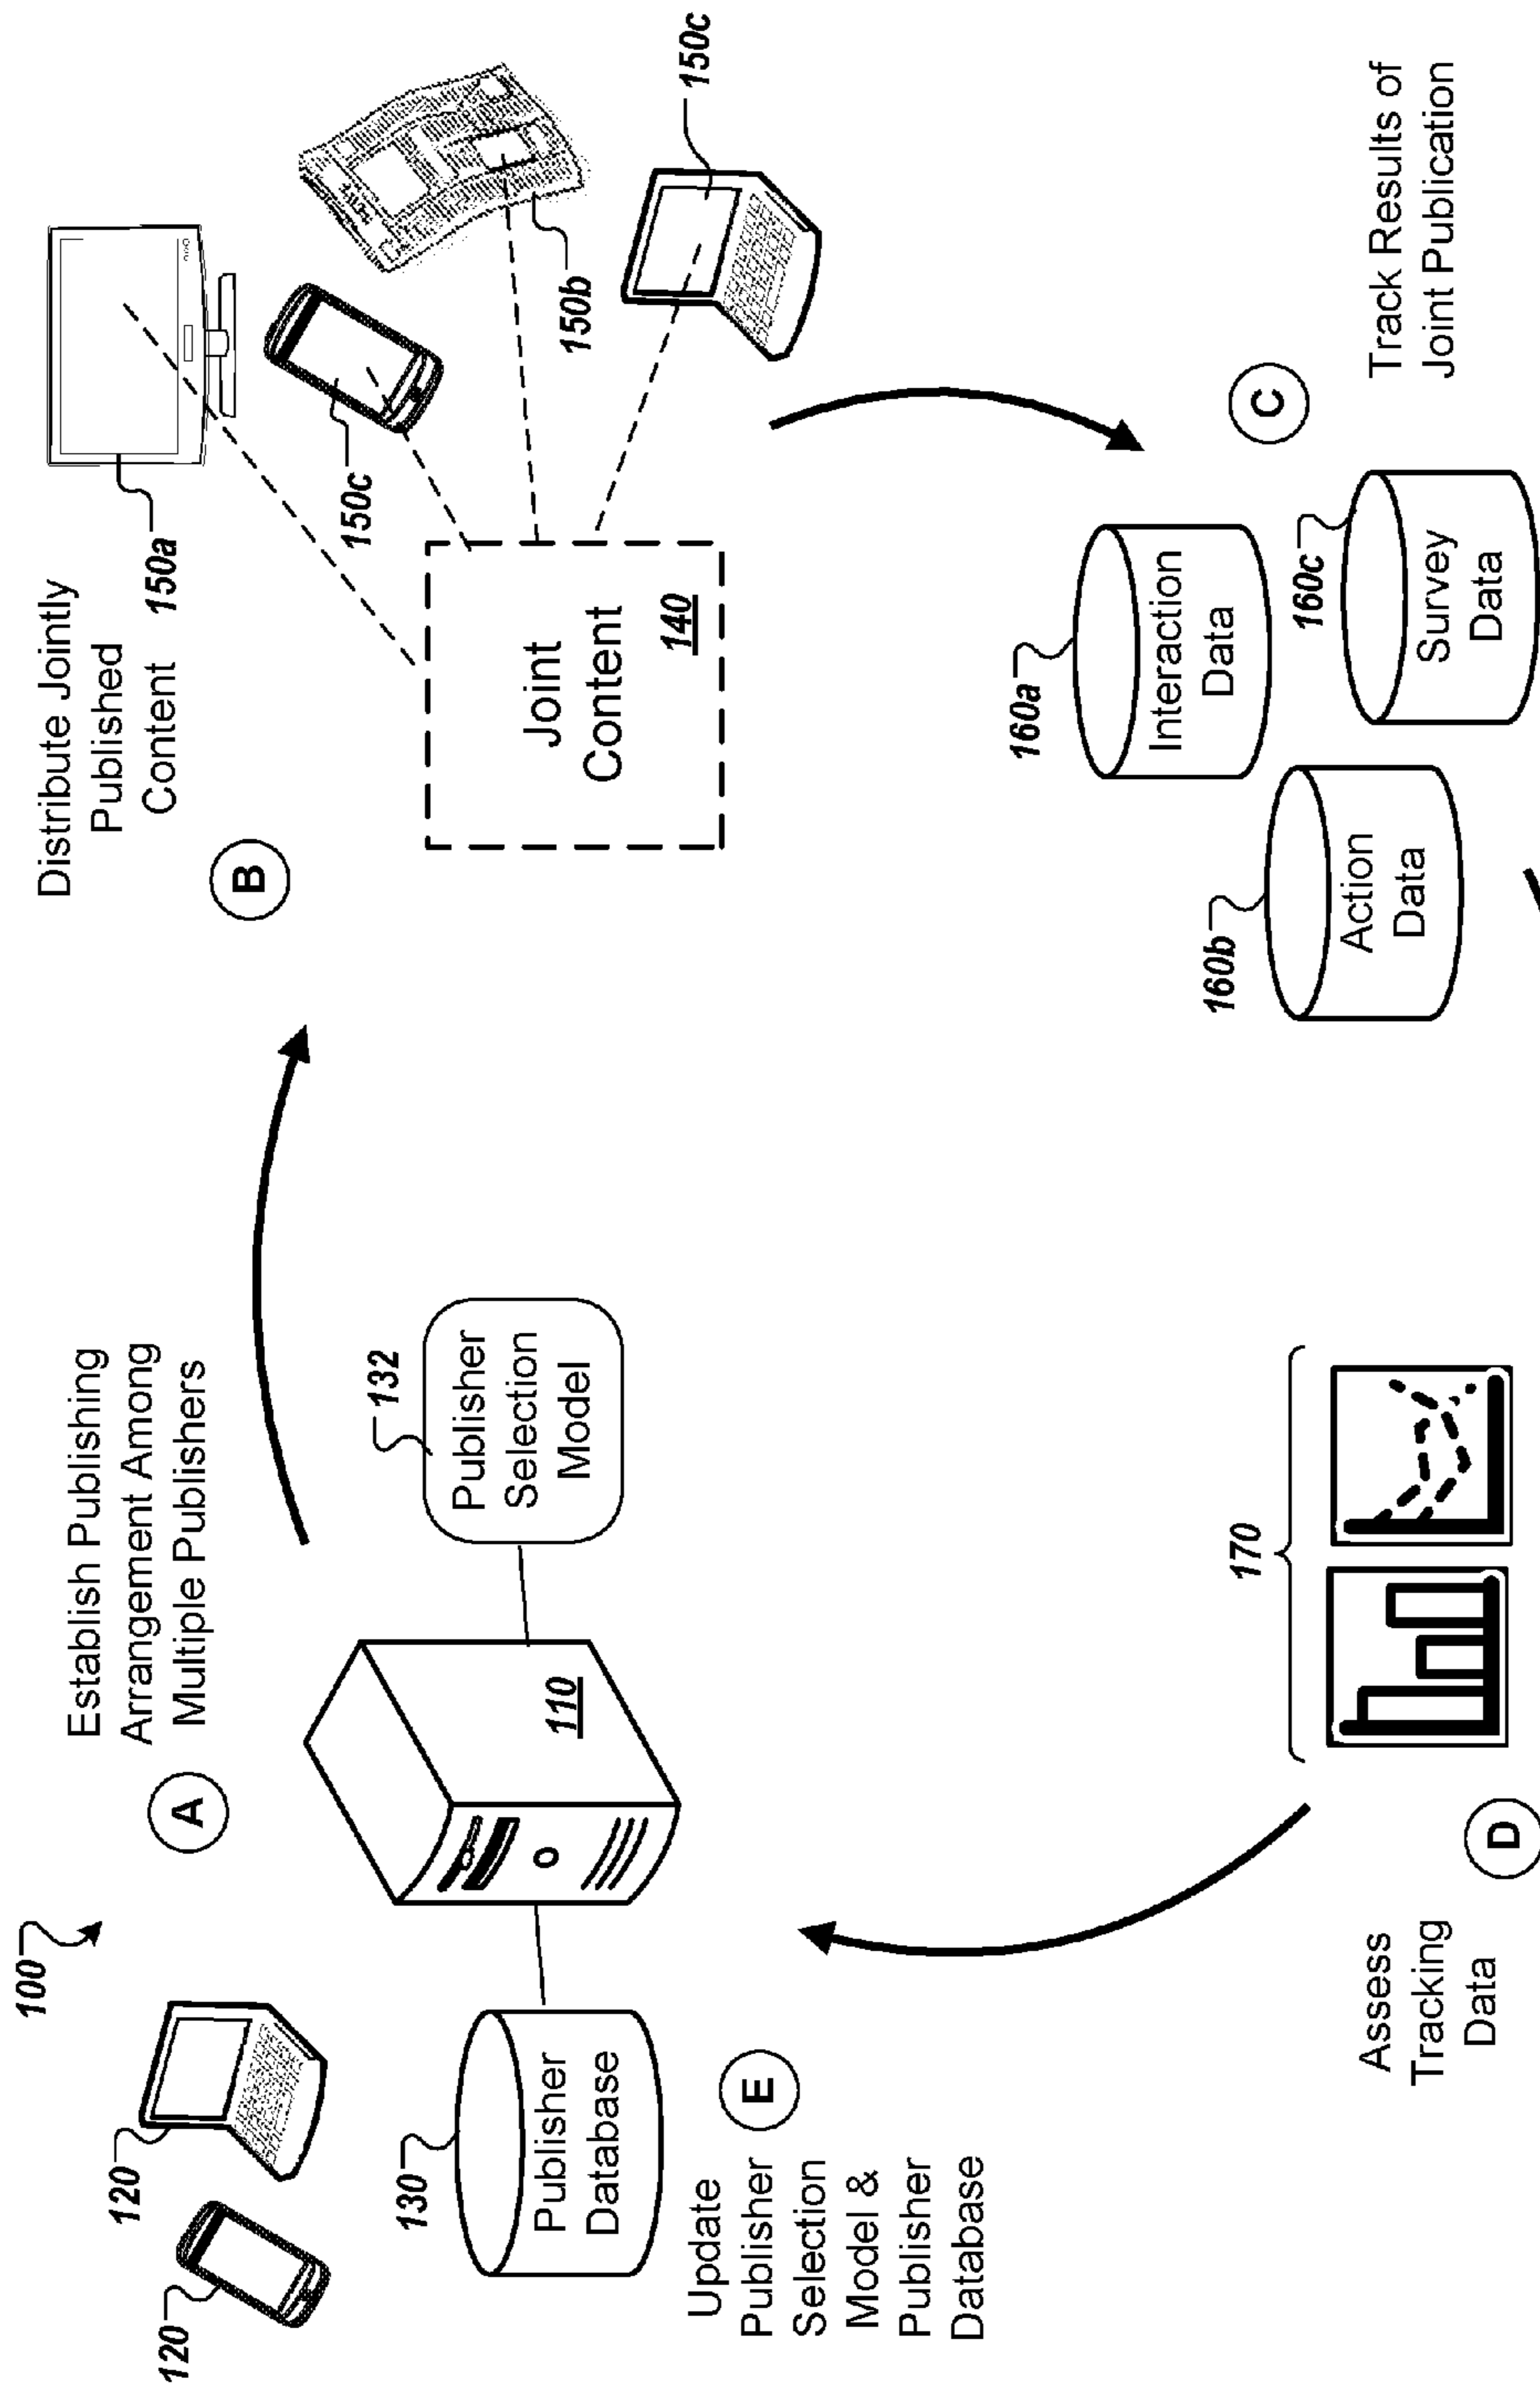 100
120
120
A
Establish Publishing
Arrangement Among
Multiple Publishers
130
Publisher
Database
110
132
Publisher
Selection
Model
E
Update
Publisher
Selection
Model &
Publisher
Database
B
Distribute Jointly
Published
Content
150a
150c
150b
150c
Joint
Content
140
C
Track Results of
Joint Publication
160a
Interaction
Data
160b
Action
Data
160c
Survey
Data
D
Assess
Tracking
Data
170